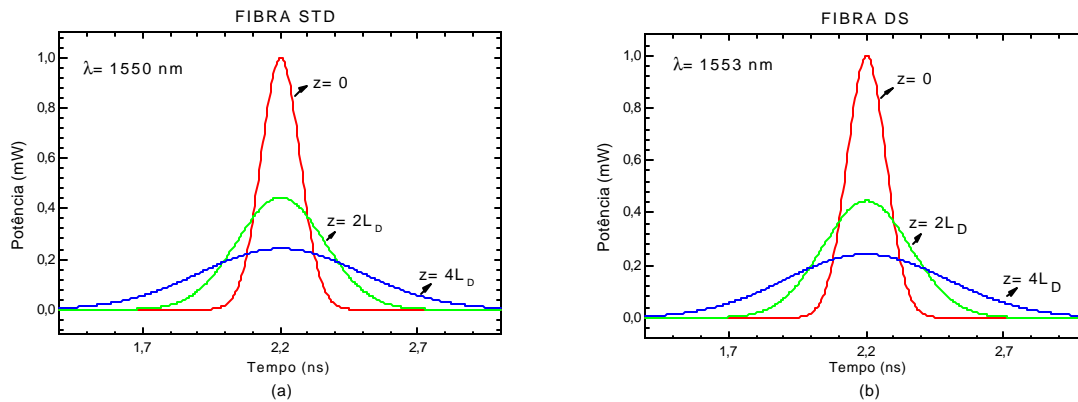 FIBRA STD
Potência (mW)
1,0
0,8
0,6
0,4
0,2
0,0
λ= 1550 nm
z= 0
z= 2L_D
z= 4L_D
1,7
2,2
2,7
Tempo (ns)
(a)
FIBRA DS
Potência (mW)
1,0
0,8
0,6
0,4
0,2
0,0
λ= 1553 nm
z= 0
z= 2L_D
z= 4L_D
1,7
2,2
2,7
Tempo (ns)
(b)